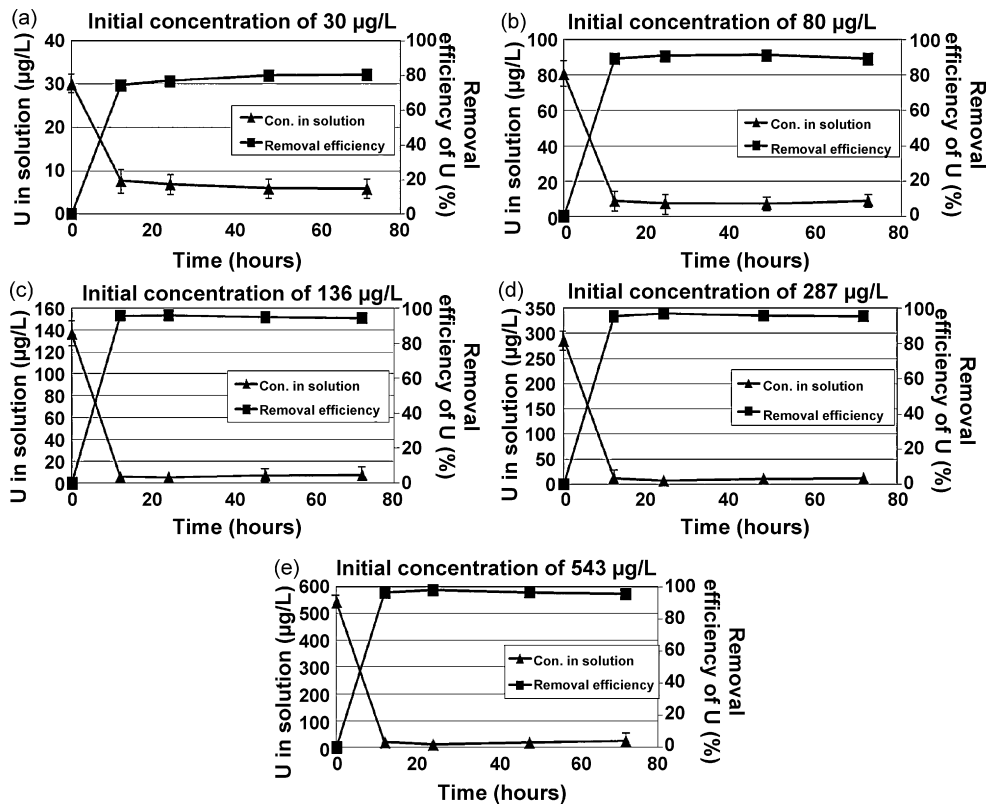 (a)
Initial concentration of 30 µg/L
U in solution (µg/L)
40
30
20
10
0
100
80
60
40
20
0
Removal
efficiency of U (%)
Con. in solution
Removal efficiency
0
20
40
60
80
Time (hours)
(b)
Initial concentration of 80 µg/L
U in solution (µg/L)
100
80
60
40
20
0
100
80
60
40
20
0
Removal
efficiency of U (%)
Con. in solution
Removal efficiency
0
20
40
60
80
Time (hours)
(c)
Initial concentration of 136 µg/L
U in solution (µg/L)
160
140
120
100
80
60
40
20
0
100
80
60
40
20
0
Removal
efficiency of U (%)
Con. in solution
Removal efficiency
0
20
40
60
80
Time (hours)
(d)
Initial concentration of 287 µg/L
U in solution (µg/L)
350
300
250
200
150
100
50
0
100
80
60
40
20
0
Removal
efficiency of U (%)
Con. in solution
Removal efficiency
0
20
40
60
80
Time (hours)
(e)
Initial concentration of 543 µg/L
U in solution (µg/L)
600
500
400
300
200
100
0
100
80
60
40
20
0
Removal
efficiency of U (%)
Con. in solution
Removal efficiency
0
20
40
60
80
Time (hours)